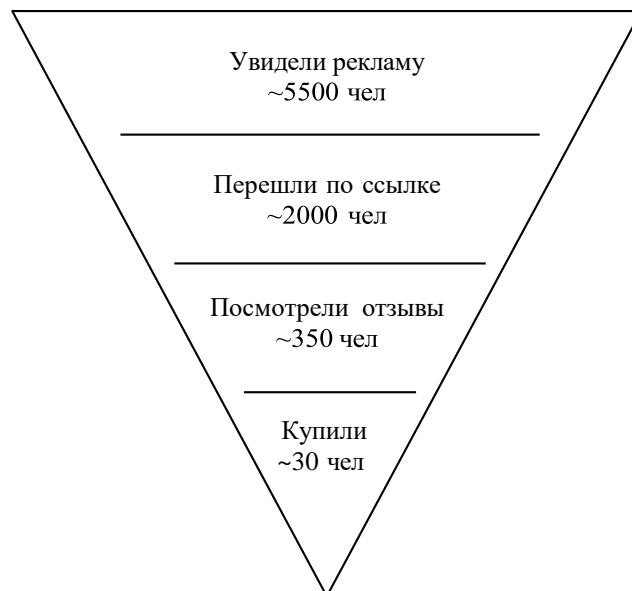 Увидели рекламу
~5500 чел
Перешли по ссылке
~2000 чел
Посмотрели отзывы
~350 чел
Купили
~30 чел